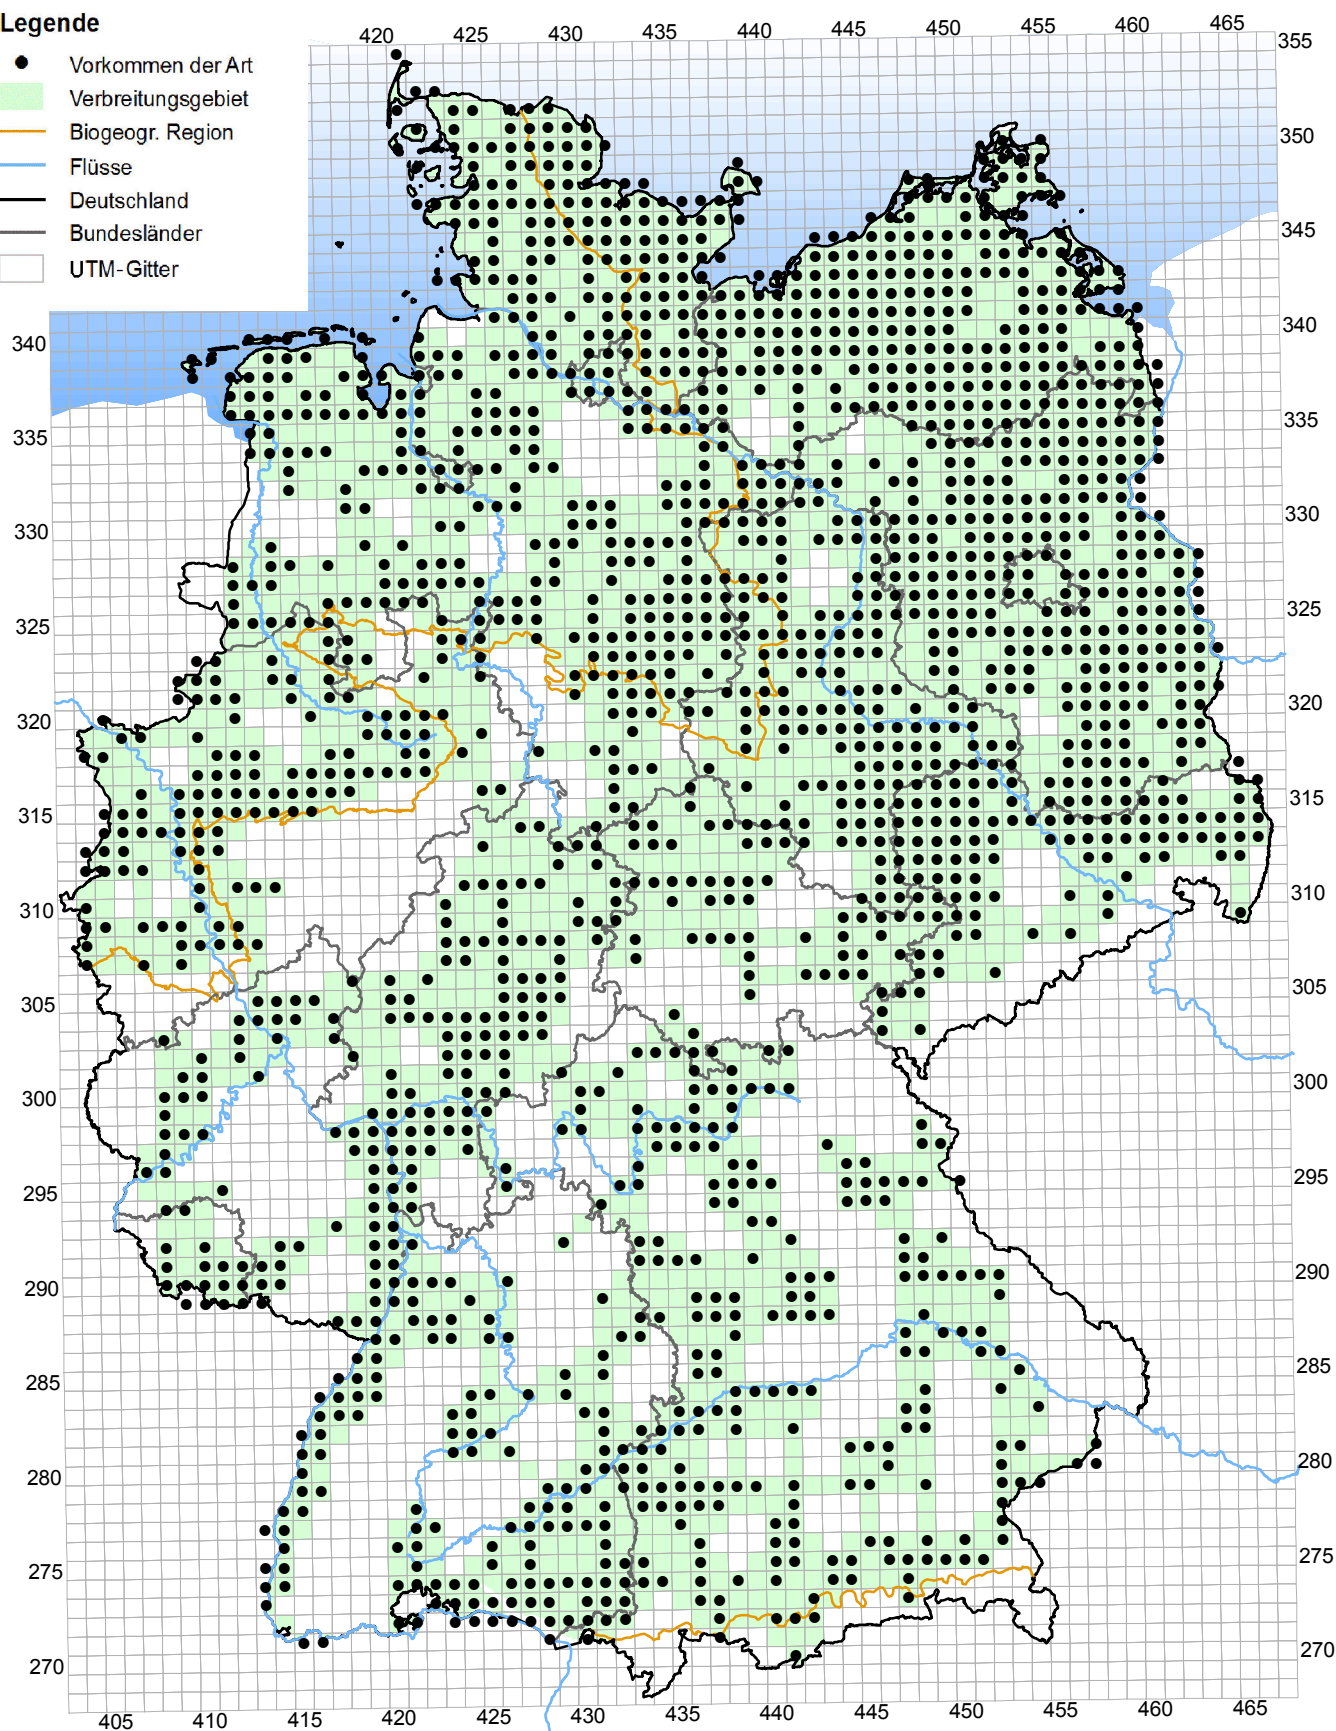 Legende
Vorkommen der Art
Verbreitungsgebiet
Biogeogr. Region
Flüsse
Deutschland
Bundesländer
UTM-Gitter
420 425 430 435 440 445 450 455 460 465
355
350
345
340 340
335 335
330 330
325 325
320 320
315 315
310 310
305 305
300 300
295 295
290 290
285 285
280 280
275 275
270 270
405 410 415 420 425 430 435 440 445 450 455 460 465